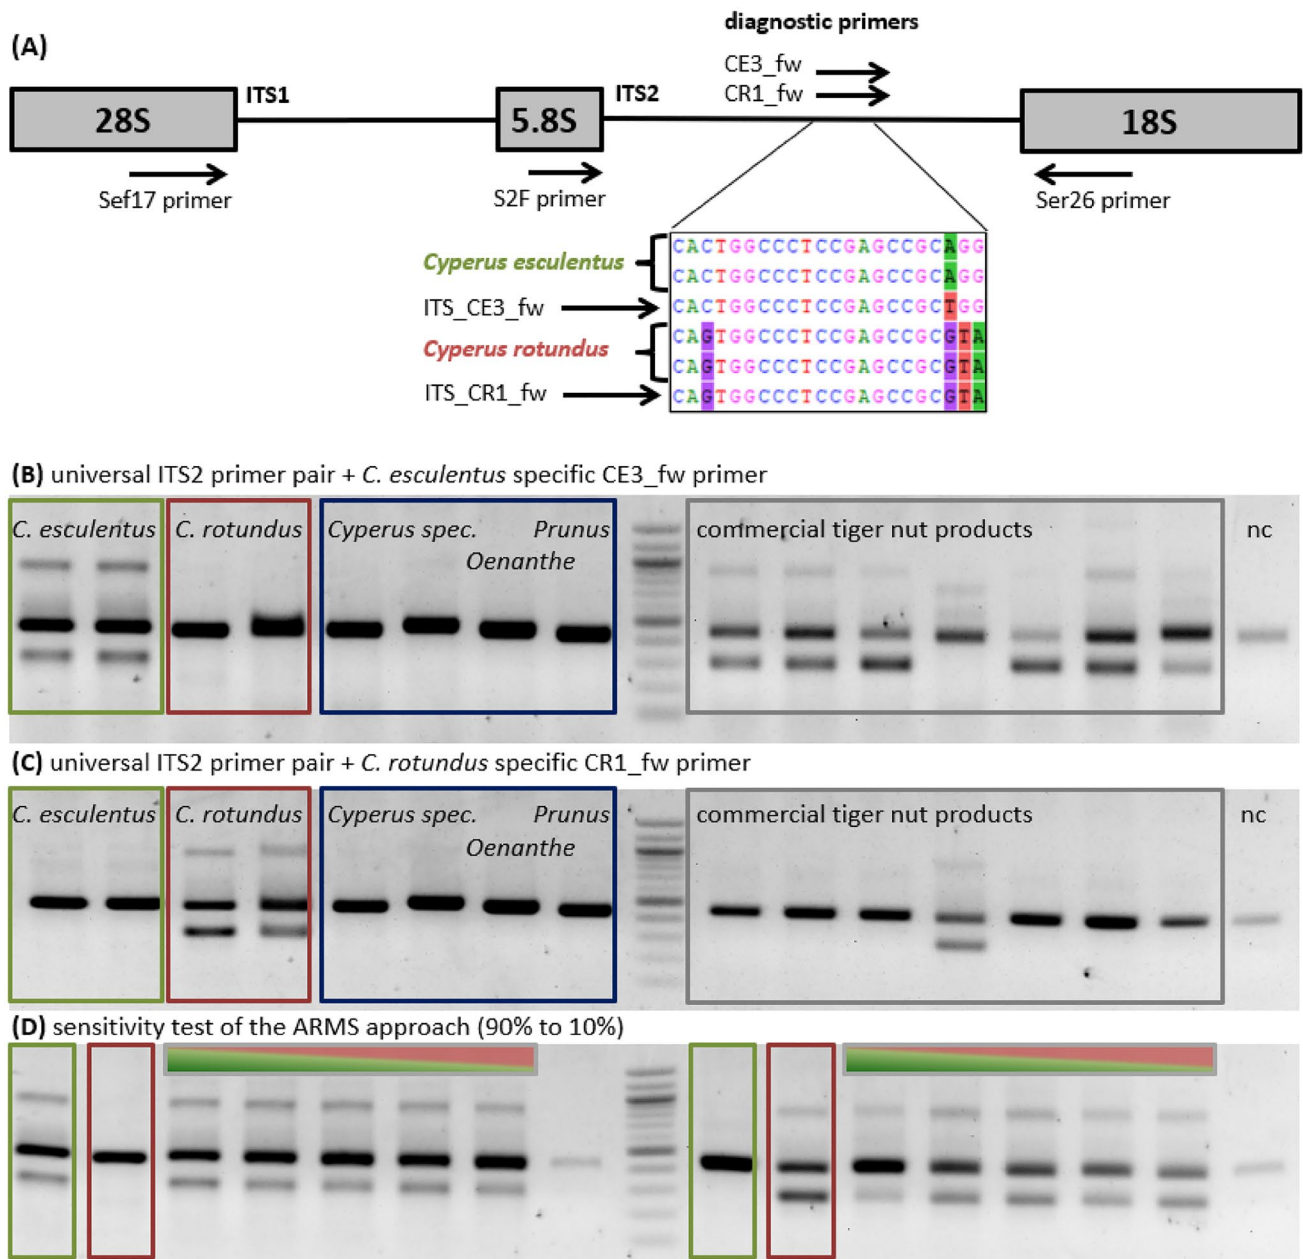 (A)
diagnostic primers
CE3_fw
CR1_fw
28S
ITS1
5.8S
ITS2
18S
Sef17 primer
S2F primer
Ser26 primer
Cyperus esculentus
CACTGGCCCTCCGAGCCGCAGG
CACTGGCCCTCCGAGCCGCAGG
ITS_CE3_fw
CACTGGCCCTCCGAGCCGCTGG
Cyperus rotundus
CAGTGGCCCTCCGAGCCGCGTA
CAGTGGCCCTCCGAGCCGCGTA
ITS_CR1_fw
CAGTGGCCCTCCGAGCCGCGTA
(B) universal ITS2 primer pair + C. esculentus specific CE3_fw primer
C. esculentus
C. rotundus
Cyperus spec.
Prunus
Oenanthe
commercial tiger nut products
nc
(C) universal ITS2 primer pair + C. rotundus specific CR1_fw primer
C. esculentus
C. rotundus
Cyperus spec.
Prunus
Oenanthe
commercial tiger nut products
nc
(D) sensitivity test of the ARMS approach (90% to 10%)